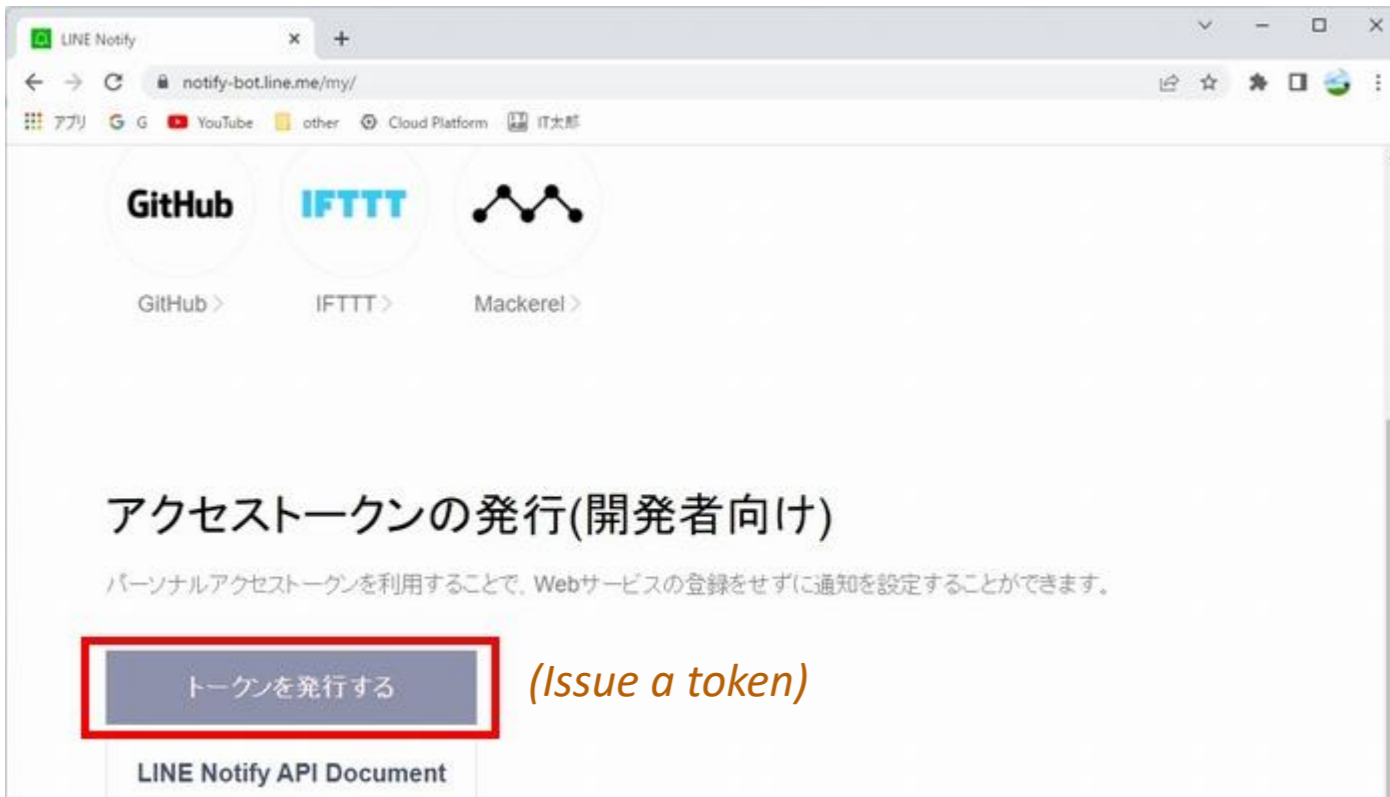 LINE Notify
notify-bot.line.me/my/
アプリ G YouTube other Cloud Platform IT太郎
GitHub IFTTT
GitHub > IFTTT > Mackerel >
アクセストークンの発行(開発者向け)
パーソナルアクセストークンを利用することで、Webサービスの登録をせずに通知を設定することができます。
トークンを発行する (Issue a token)
LINE Notify API Document